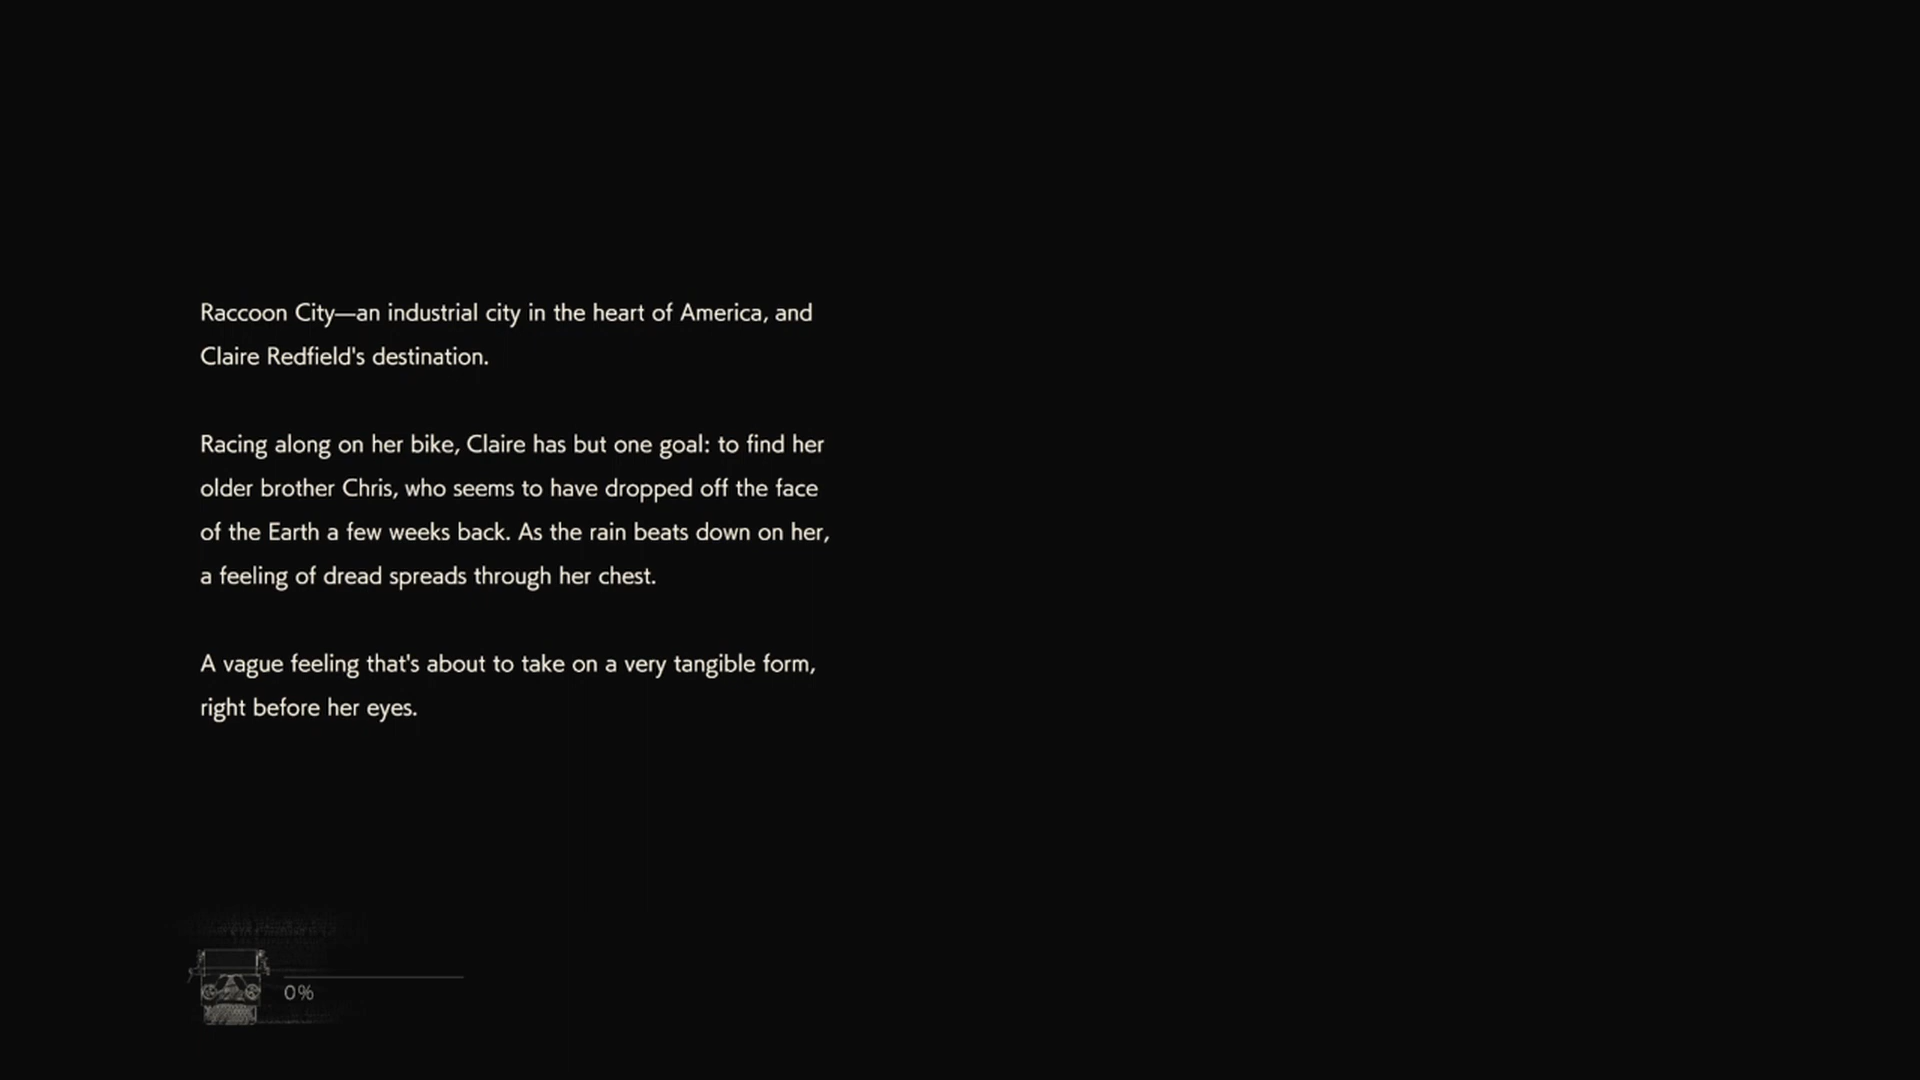 Raccoon City—an industrial city in the heart of America, and
Claire Redfield's destination.
Racing along on her bike, Claire has but one goal: to find her
older brother Chris, who seems to have dropped off the face
of the Earth a few weeks back. As the rain beats down on her,
a feeling of dread spreads through her chest.
A vague feeling that's about to take on a very tangible form,
right before her eyes.
0%